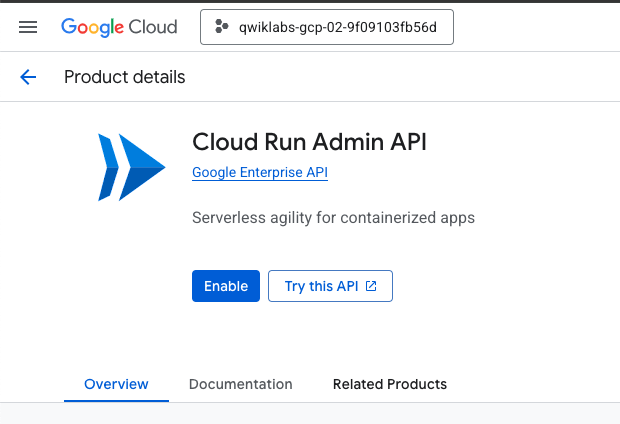 Google Cloud
qwiklabs-gcp-02-9f09103fb56d
Product details
Cloud Run Admin API
Google Enterprise API
Serverless agility for containerized apps
Enable
Try this API
Overview
Documentation
Related Products